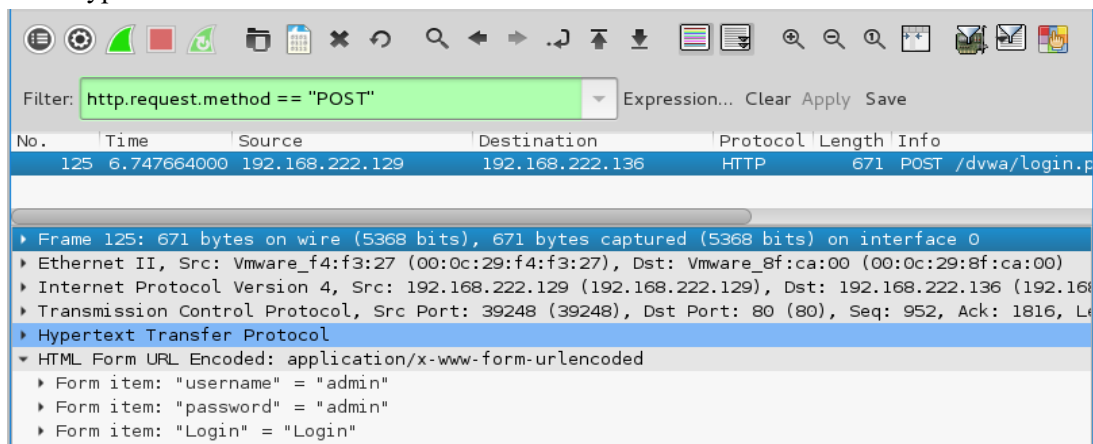 Filter: http.request.method == "POST" Expression... Clear Apply Save
No. Time Source Destination Protocol Length Info
125 6.747664000 192.168.222.129 192.168.222.136 HTTP 671 POST /dvwa/login.p
Frame 125: 671 bytes on wire (5368 bits), 671 bytes captured (5368 bits) on interface 0
Ethernet II, Src: Vmware_f4:f3:27 (00:0c:29:f4:f3:27), Dst: Vmware_8f:ca:00 (00:0c:29:8f:ca:00)
Internet Protocol Version 4, Src: 192.168.222.129 (192.168.222.129), Dst: 192.168.222.136 (192.168
Transmission Control Protocol, Src Port: 39248 (39248), Dst Port: 80 (80), Seq: 952, Ack: 1816, Le
Hypertext Transfer Protocol
HTML Form URL Encoded: application/x-www-form-urlencoded
Form item: "username" = "admin"
Form item: "password" = "admin"
Form item: "Login" = "Login"